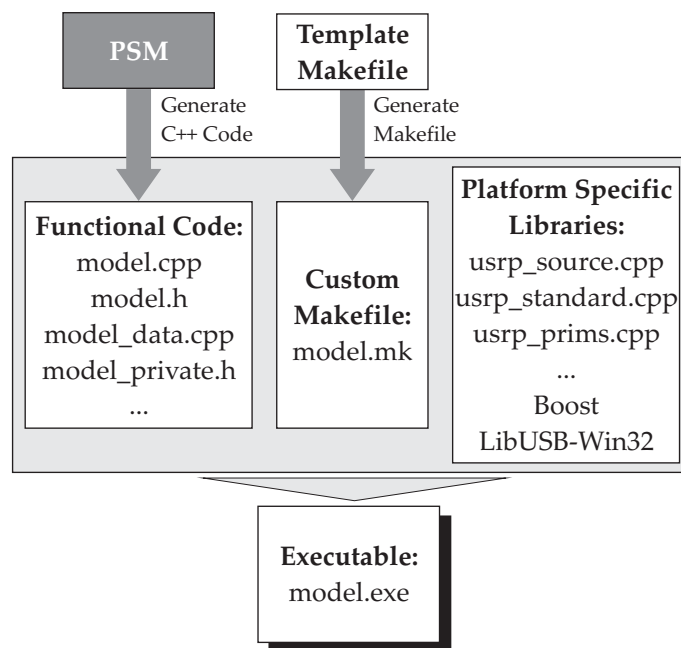 PSM
Template
Makefile
Generate
C++ Code
Generate
Makefile
Functional Code:
model.cpp
model.h
model_data.cpp
model_private.h
...
Custom
Makefile:
model.mk
Platform Specific
Libraries:
usrp_source.cpp
usrp_standard.cpp
usrp_prims.cpp
...
Boost
LibUSB-Win32
Executable:
model.exe